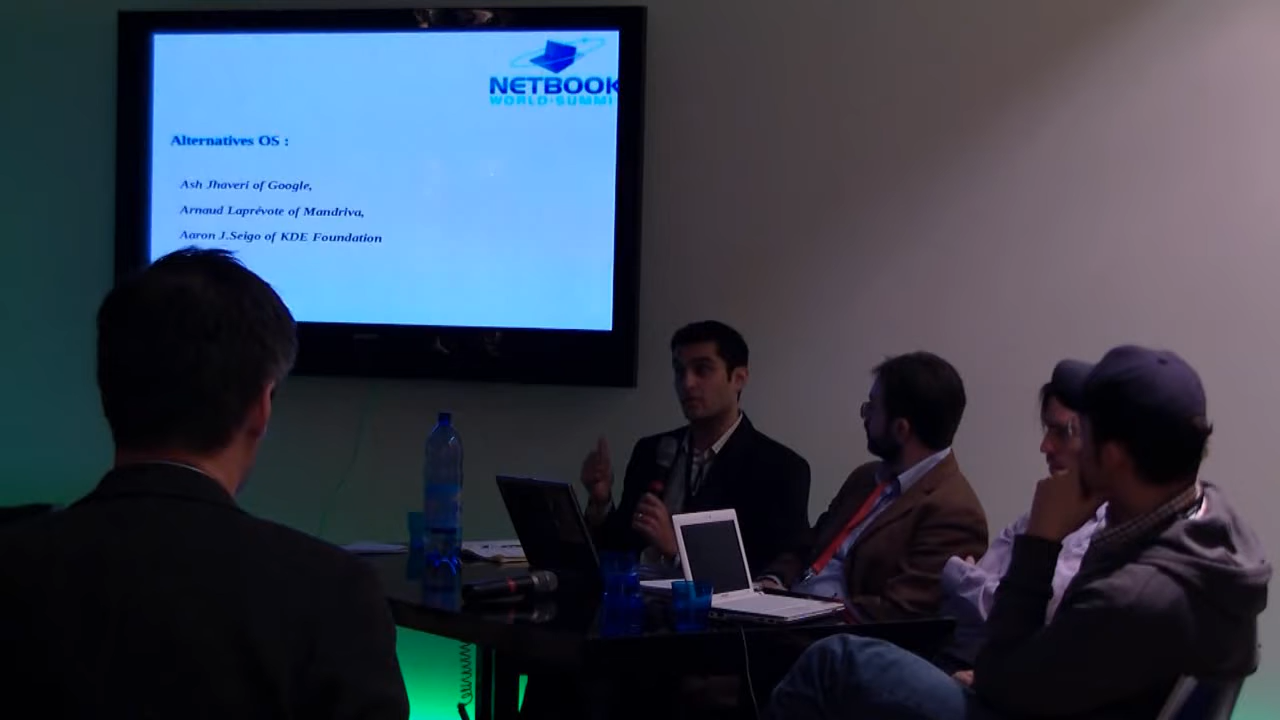 NETBOOK
WORLD·SUMMI
Alternatives OS :
Ash Jhaveri of Google,
Arnaud Laprévote of Mandriva,
Aaron J.Seigo of KDE Foundation